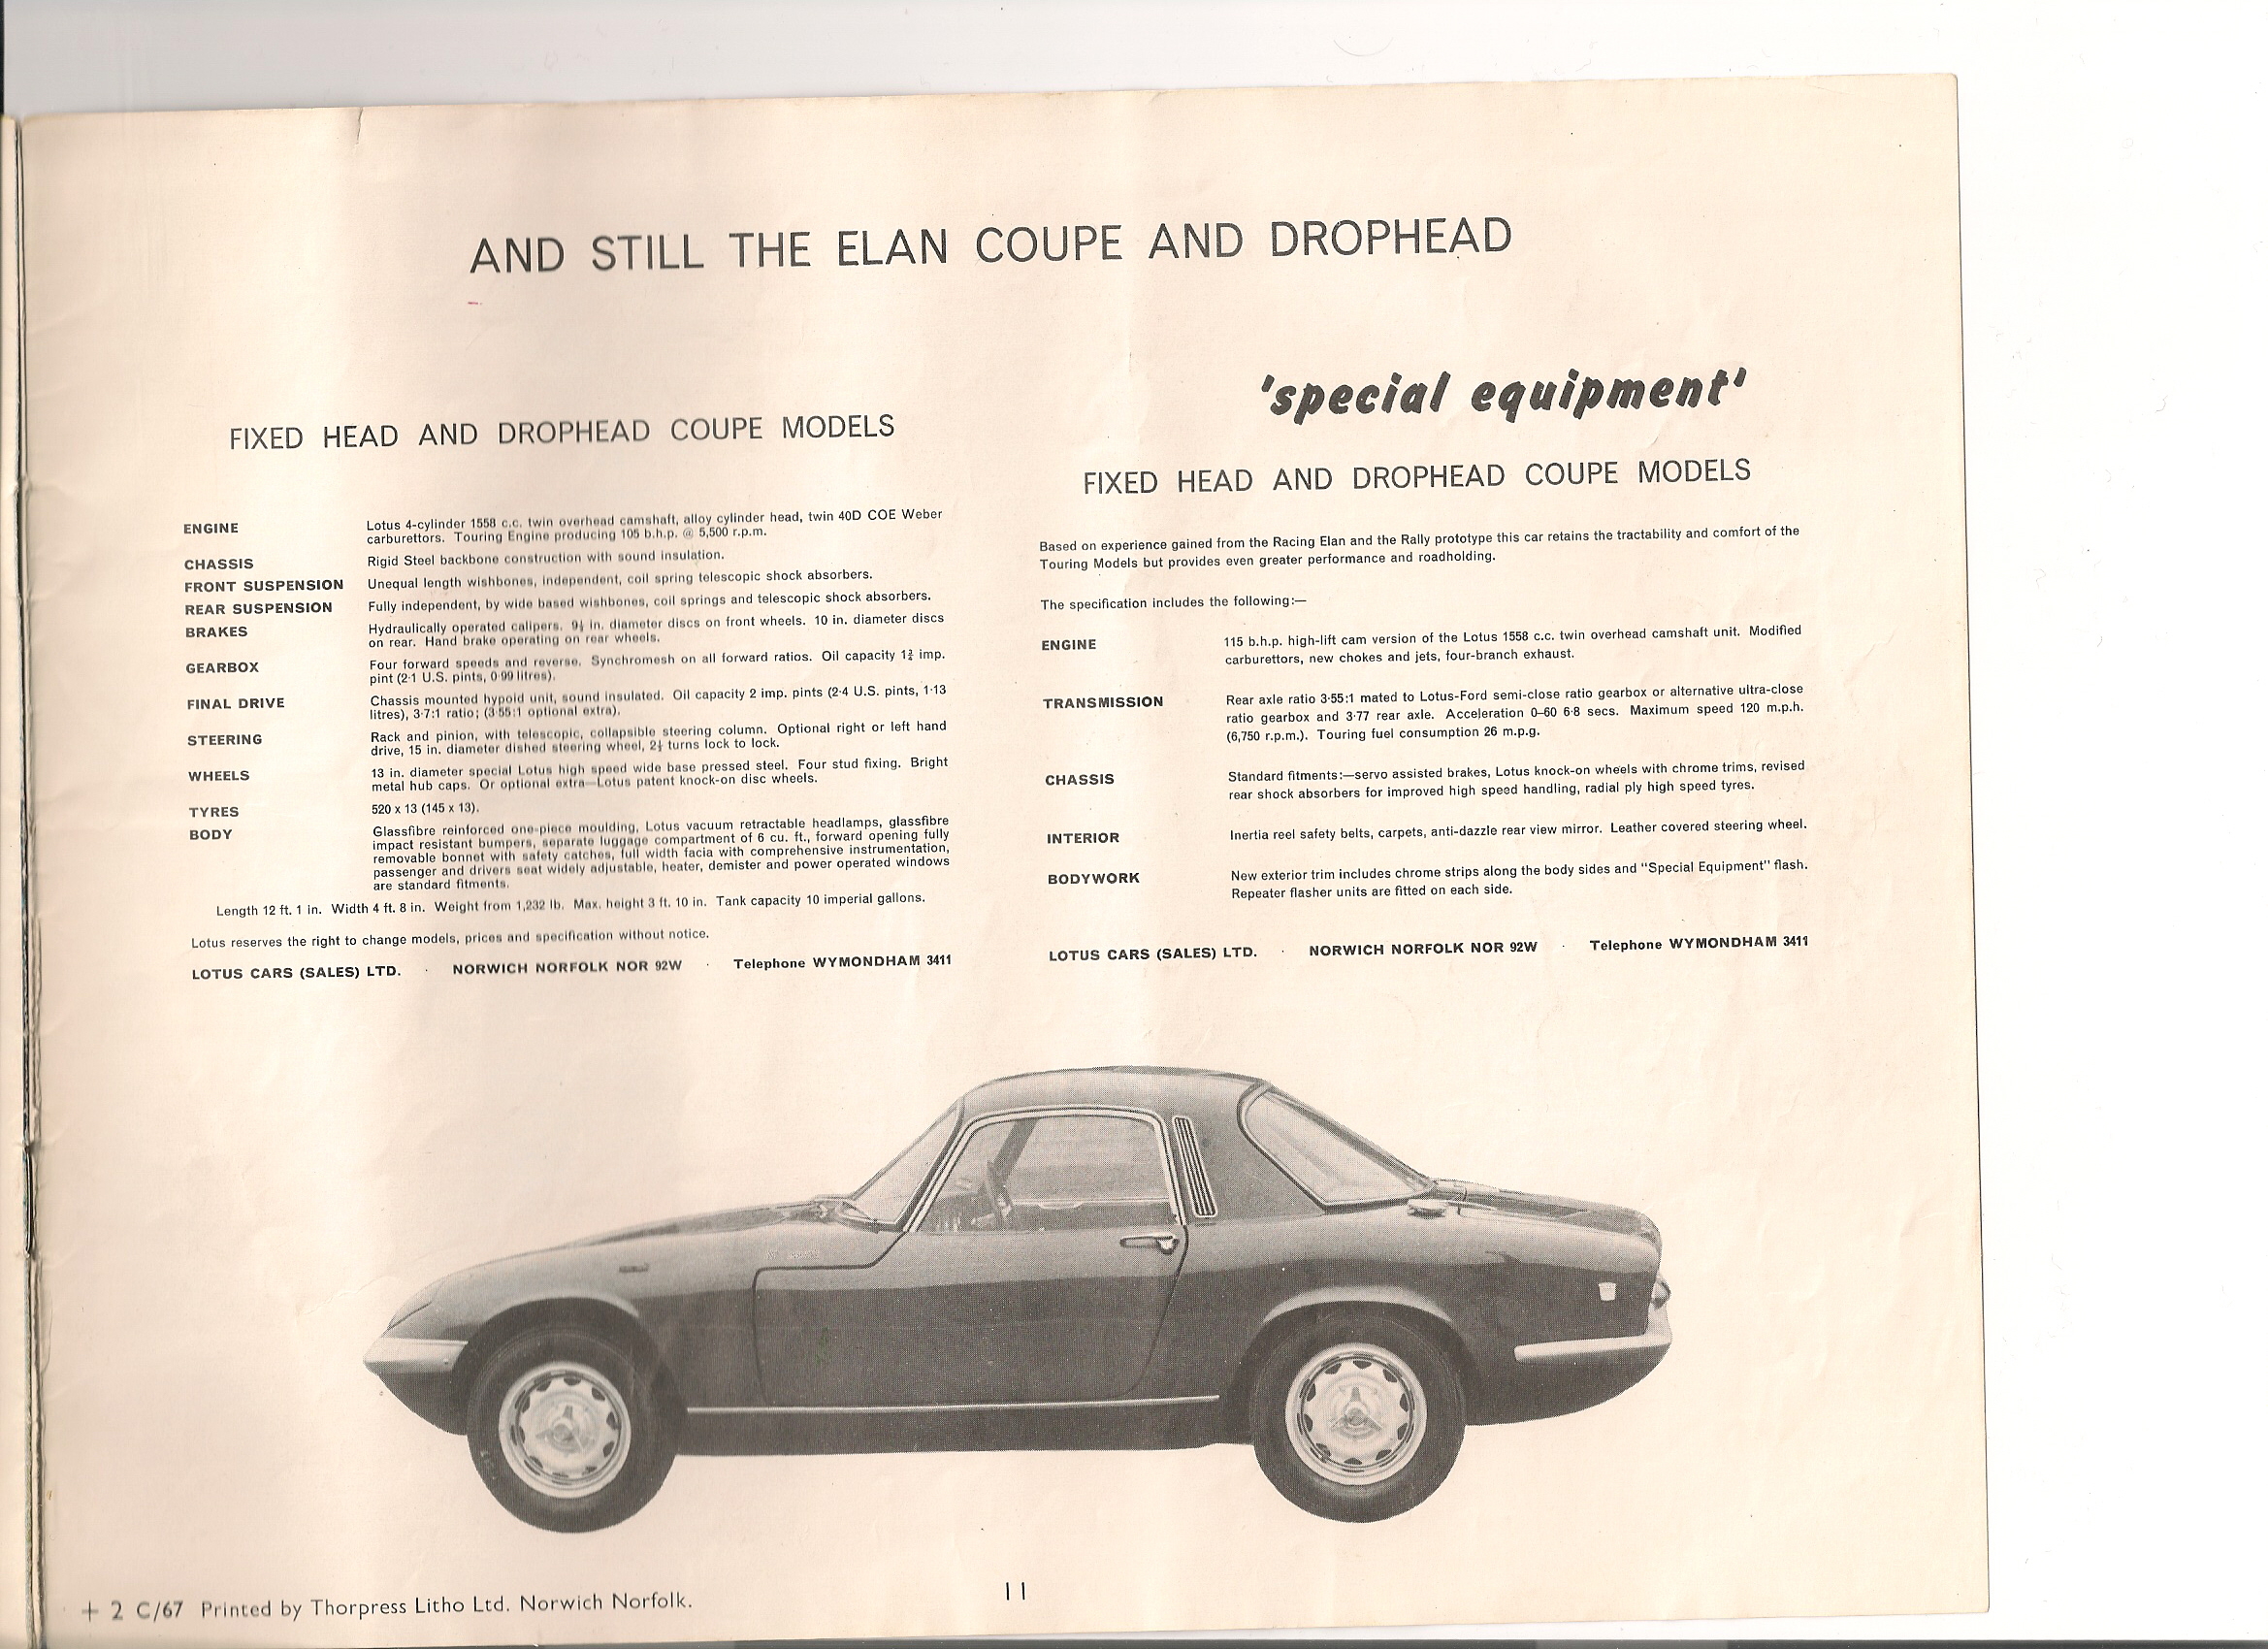 AND STILL THE ELAN COUPE AND DROPHEAD
FIXED HEAD AND DROPHEAD COUPE MODELS
ENGINE Lotus 4-cylinder 1558 c.c. twin overhead camshaft, alloy cylinder head, twin 40D COE Weber
carburettors. Touring Engine producing 105 b.h.p. @ 5,500 r.p.m.
CHASSIS Rigid Steel backbone construction with sound insulation.
FRONT SUSPENSION Unequal length wishbones, independent, coil spring telescopic shock absorbers.
REAR SUSPENSION Fully independent, by wide based wishbones, coil springs and telescopic shock absorbers.
BRAKES Hydraulically operated calipers. 9½ in. diameter discs on front wheels. 10 in. diameter discs
on rear. Hand brake operating on rear wheels.
GEARBOX Four forward speeds and reverse. Synchromesh on all forward ratios. Oil capacity 1¾ imp.
pint (2·1 U.S. pints, 0·99 litres).
FINAL DRIVE Chassis mounted hypoid unit, sound insulated. Oil capacity 2 imp. pints (2·4 U.S. pints, 1·13
litres), 3·7:1 ratio; (3·55:1 optional extra).
STEERING Rack and pinion, with telescopic, collapsible steering column. Optional right or left hand
drive, 15 in. diameter dished steering wheel, 2½ turns lock to lock.
WHEELS 13 in. diameter special Lotus high speed wide base pressed steel. Four stud fixing. Bright
metal hub caps. Or optional extra—Lotus patent knock-on disc wheels.
TYRES 520 x 13 (145 x 13).
BODY Glassfibre reinforced one-piece moulding, Lotus vacuum retractable headlamps, glassfibre
impact resistant bumpers, separate luggage compartment of 6 cu. ft., forward opening fully
removable bonnet with safety catches, full width facia with comprehensive instrumentation,
passenger and drivers seat widely adjustable, heater, demister and power operated windows
are standard fitments.
Length 12 ft. 1 in. Width 4 ft. 8 in. Weight from 1,232 lb. Max. height 3 ft. 10 in. Tank capacity 10 imperial gallons.
Lotus reserves the right to change models, prices and specification without notice.
LOTUS CARS (SALES) LTD. · NORWICH NORFOLK NOR 92W · Telephone WYMONDHAM 3411
'special equipment'
FIXED HEAD AND DROPHEAD COUPE MODELS
Based on experience gained from the Racing Elan and the Rally prototype this car retains the tractability and comfort of the
Touring Models but provides even greater performance and roadholding.
The specification includes the following:—
ENGINE 115 b.h.p. high-lift cam version of the Lotus 1558 c.c. twin overhead camshaft unit. Modified
carburettors, new chokes and jets, four-branch exhaust.
TRANSMISSION Rear axle ratio 3·55:1 mated to Lotus-Ford semi-close ratio gearbox or alternative ultra-close
ratio gearbox and 3·77 rear axle. Acceleration 0–60 6·8 secs. Maximum speed 120 m.p.h.
(6,750 r.p.m.). Touring fuel consumption 26 m.p.g.
CHASSIS Standard fitments:—servo assisted brakes, Lotus knock-on wheels with chrome trims, revised
rear shock absorbers for improved high speed handling, radial ply high speed tyres.
INTERIOR Inertia reel safety belts, carpets, anti-dazzle rear view mirror. Leather covered steering wheel.
BODYWORK New exterior trim includes chrome strips along the body sides and "Special Equipment" flash.
Repeater flasher units are fitted on each side.
LOTUS CARS (SALES) LTD. · NORWICH NORFOLK NOR 92W · Telephone WYMONDHAM 3411
+ 2 C/67 Printed by Thorpress Litho Ltd. Norwich Norfolk.
11